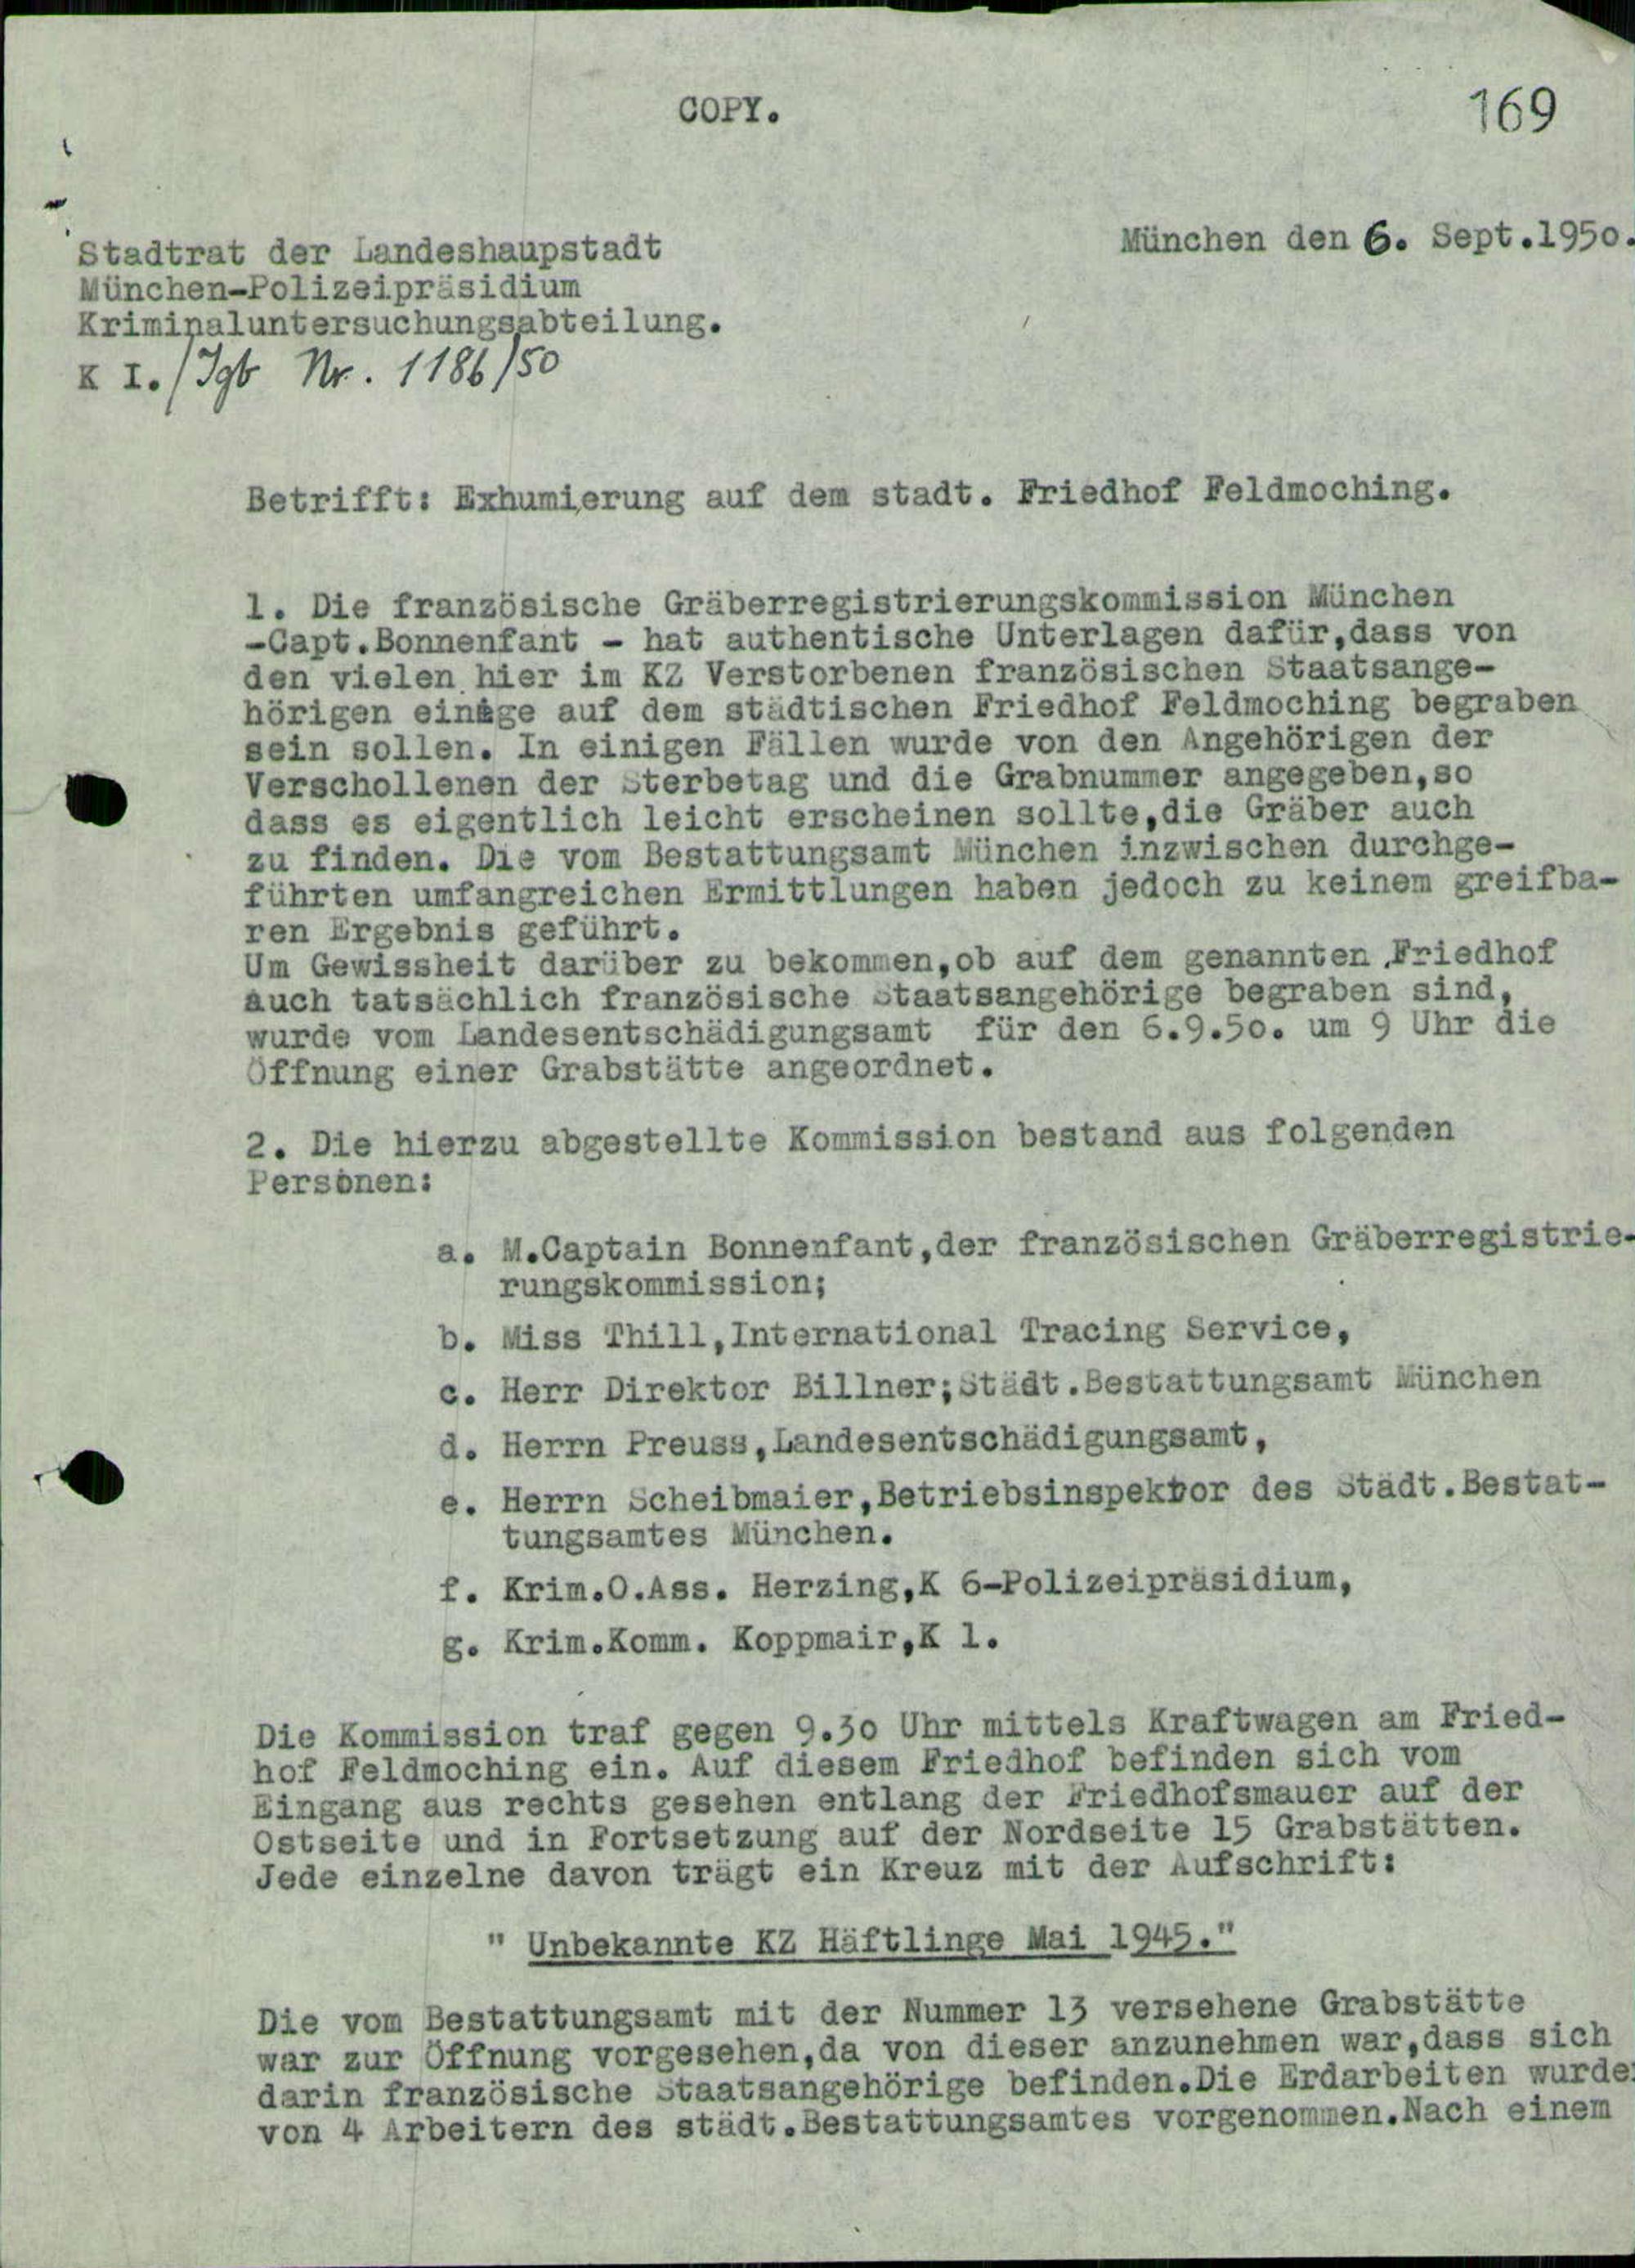 COPY.
169
Stadtrat der Landeshaupstadt
München-Polizeipräsidium
Kriminaluntersuchungsabteilung.
K I./Tgb Nr. 1186/50
München den 6. Sept.1950.
Betrifft: Exhumierung auf dem stadt. Friedhof Feldmoching.
1. Die französische Gräberregistrierungskommission München
-Capt.Bonnenfant - hat authentische Unterlagen dafür,dass von
den vielen hier im KZ Verstorbenen französischen Staatsange-
hörigen einige auf dem städtischen Friedhof Feldmoching begraben
sein sollen. In einigen Fällen wurde von den Angehörigen der
Verschollenen der Sterbetag und die Grabnummer angegeben,so
dass es eigentlich leicht erscheinen sollte,die Gräber auch
zu finden. Die vom Bestattungsamt München inzwischen durchge-
führten umfangreichen Ermittlungen haben jedoch zu keinem greifba-
ren Ergebnis geführt.
Um Gewissheit darüber zu bekommen,ob auf dem genannten Friedhof
auch tatsächlich französische Staatsangehörige begraben sind,
wurde vom Landesentschädigungsamt für den 6.9.50. um 9 Uhr die
Öffnung einer Grabstätte angeordnet.
2. Die hierzu abgestellte Kommission bestand aus folgenden
Personen:
a. M.Captain Bonnenfant,der französischen Gräberregistrie-
rungskommission;
b. Miss Thill,International Tracing Service,
c. Herr Direktor Billner;Städt.Bestattungsamt München
d. Herrn Preuss,Landesentschädigungsamt,
e. Herrn Scheibmaier,Betriebsinspektor des Städt.Bestat-
tungsamtes München.
f. Krim.O.Ass. Herzing,K 6-Polizeipräsidium,
g. Krim.Komm. Koppmair,K 1.
Die Kommission traf gegen 9.30 Uhr mittels Kraftwagen am Fried-
hof Feldmoching ein. Auf diesem Friedhof befinden sich vom
Eingang aus rechts gesehen entlang der Friedhofsmauer auf der
Ostseite und in Fortsetzung auf der Nordseite 15 Grabstätten.
Jede einzelne davon trägt ein Kreuz mit der Aufschrift:
" Unbekannte KZ Häftlinge Mai 1945."
Die vom Bestattungsamt mit der Nummer 13 versehene Grabstätte
war zur Öffnung vorgesehen,da von dieser anzunehmen war,dass sich
darin französische Staatsangehörige befinden.Die Erdarbeiten wurde
von 4 Arbeitern des städt.Bestattungsamtes vorgenommen.Nach einem